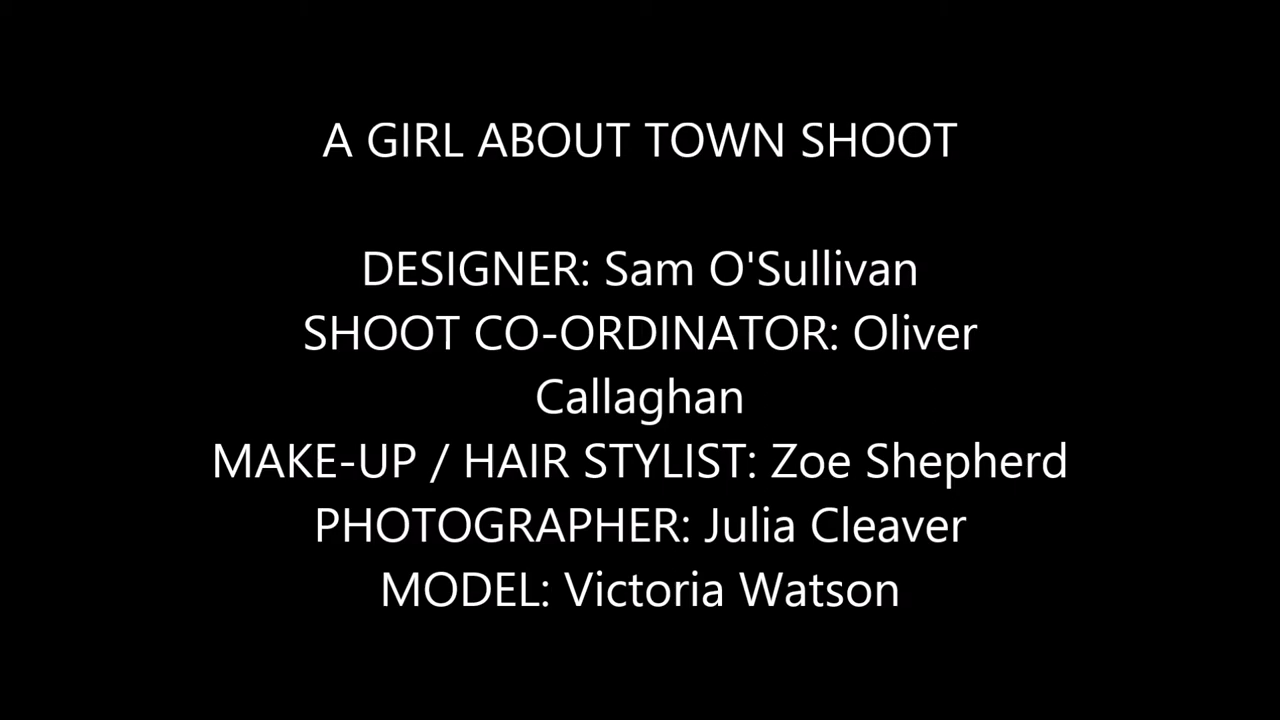 A GIRL ABOUT TOWN SHOOT
DESIGNER: Sam O'Sullivan
SHOOT CO-ORDINATOR: Oliver
Callaghan
MAKE-UP / HAIR STYLIST: Zoe Shepherd
PHOTOGRAPHER: Julia Cleaver
MODEL: Victoria Watson